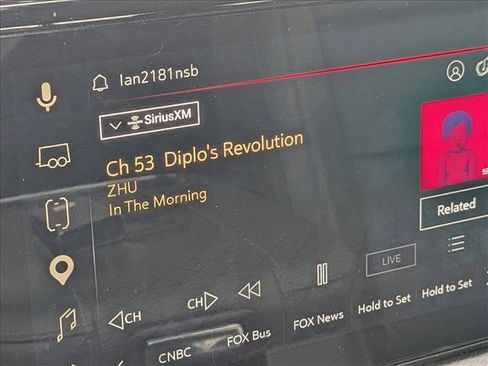 Ian2181nsb
SiriusXM
Ch 53 Diplo's Revolution
ZHU
In The Morning
Related
LIVE
CH
CH
CNBC
FOX Bus
FOX News
Hold to Set
Hold to Set